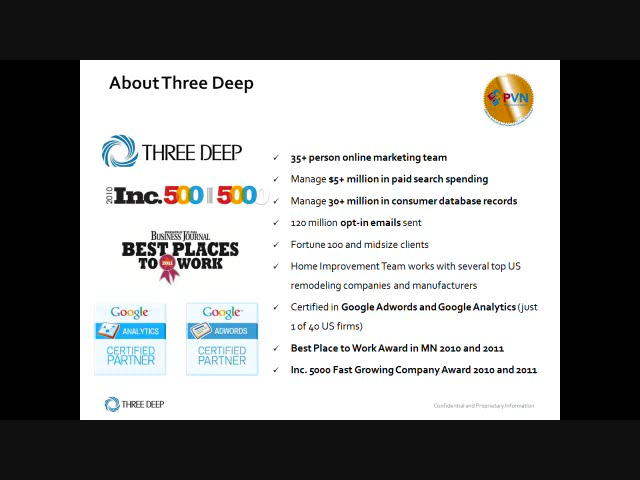 About Three Deep
PVN
THREE DEEP
2010 Inc. 500 5000
BUSINESS JOURNAL
BEST PLACES
TO 2011 WORK
Google
ANALYTICS
CERTIFIED
PARTNER
Google
ADWORDS
CERTIFIED
PARTNER
✓ 35+ person online marketing team
✓ Manage $5+ million in paid search spending
✓ Manage 30+ million in consumer database records
✓ 120 million opt-in emails sent
✓ Fortune 100 and midsize clients
✓ Home Improvement Team works with several top US
remodeling companies and manufacturers
✓ Certified in Google Adwords and Google Analytics (just
1 of 40 US firms)
✓ Best Place to Work Award in MN 2010 and 2011
✓ Inc. 5000 Fast Growing Company Award 2010 and 2011
THREE DEEP
Confidential and Proprietary Information